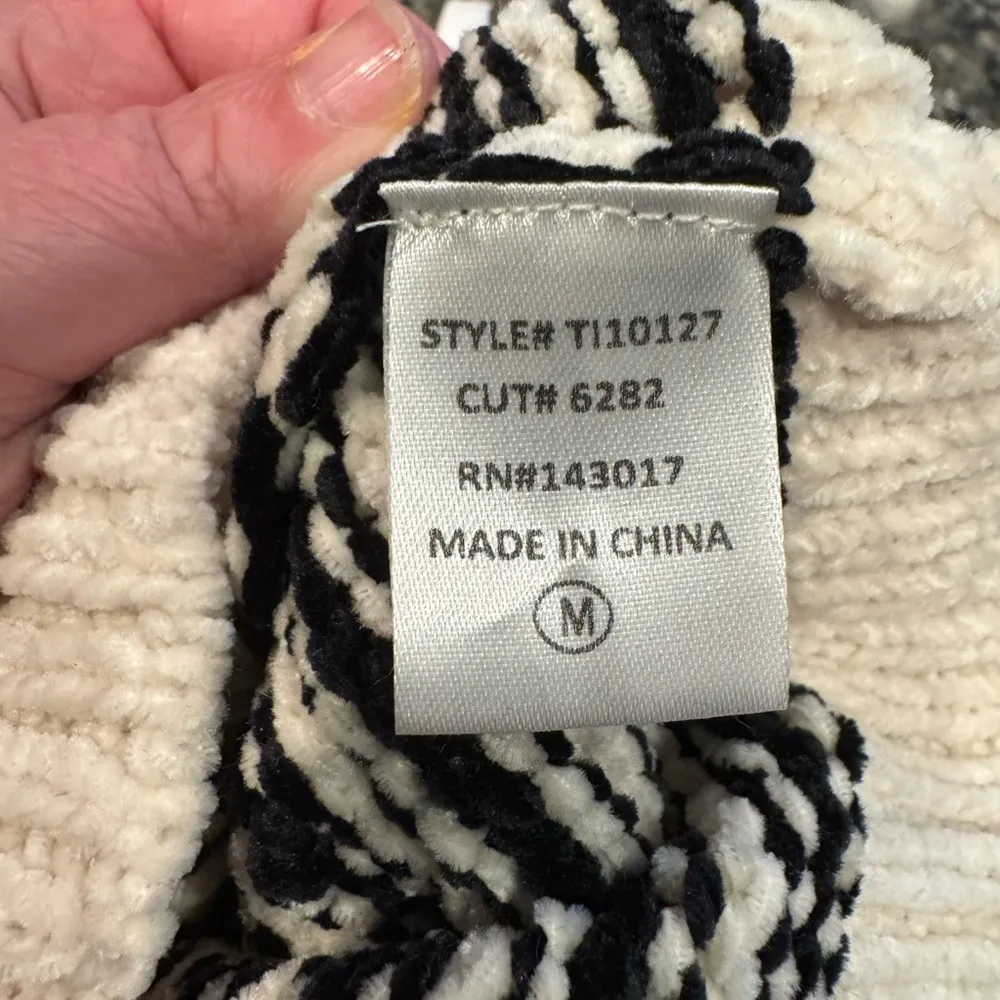 STYLE# TI10127
CUT# 6282
RN#143017
MADE IN CHINA
M